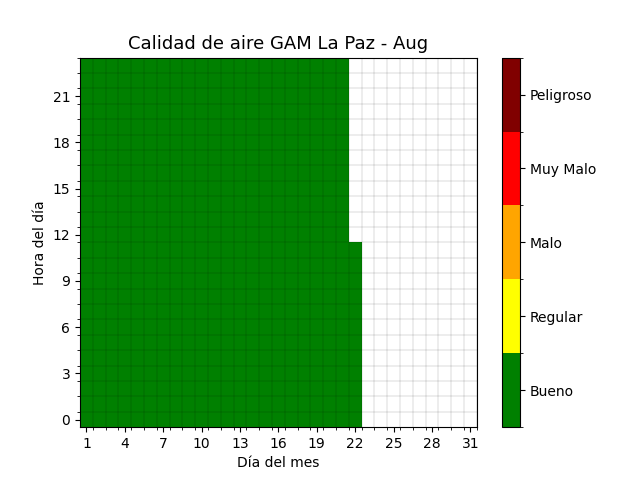 Calidad de aire GAM La Paz - Aug
Hora del día
21
18
15
12
9
6
3
0
1 4 7 10 13 16 19 22 25 28 31
Día del mes
Peligroso
Muy Malo
Malo
Regular
Bueno